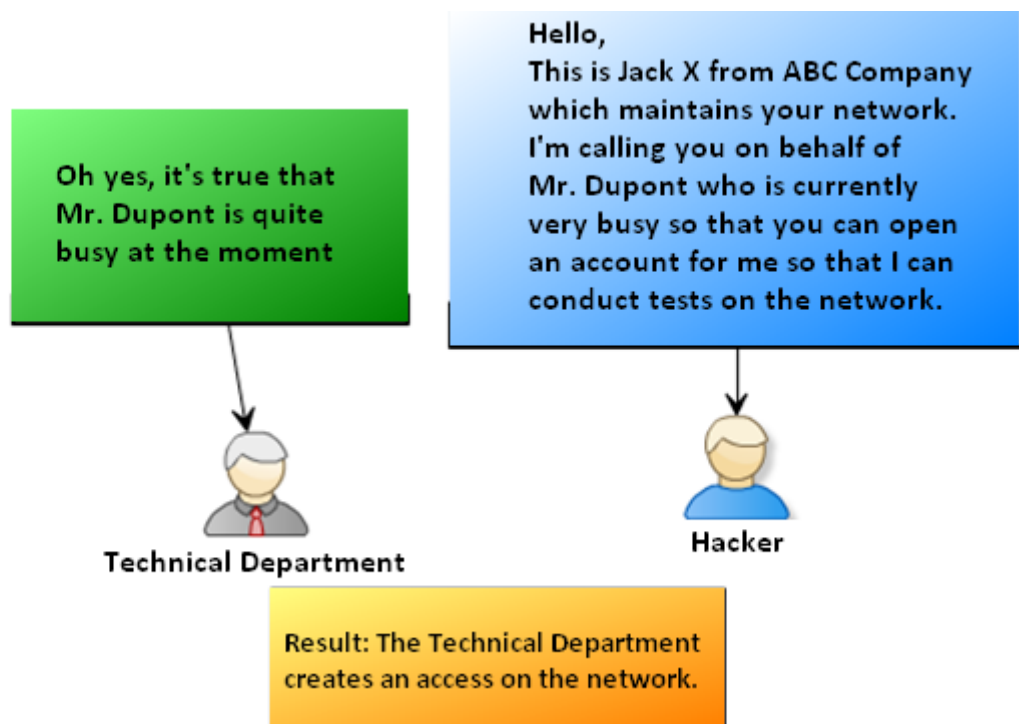 Hello,
This is Jack X from ABC Company
which maintains your network.
I'm calling you on behalf of
Mr. Dupont who is currently
very busy so that you can open
an account for me so that I can
conduct tests on the network.
Oh yes, it's true that
Mr. Dupont is quite
busy at the moment
Technical Department
Hacker
Result: The Technical Department
creates an access on the network.